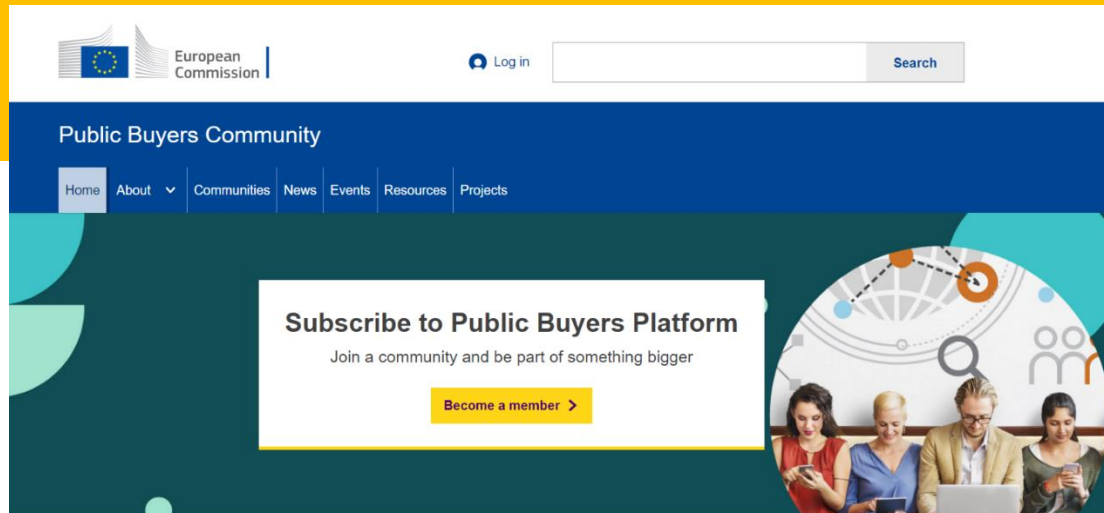 European
Commission
Log in
Search
Public Buyers Community
Home About Communities News Events Resources Projects
Subscribe to Public Buyers Platform
Join a community and be part of something bigger
Become a member